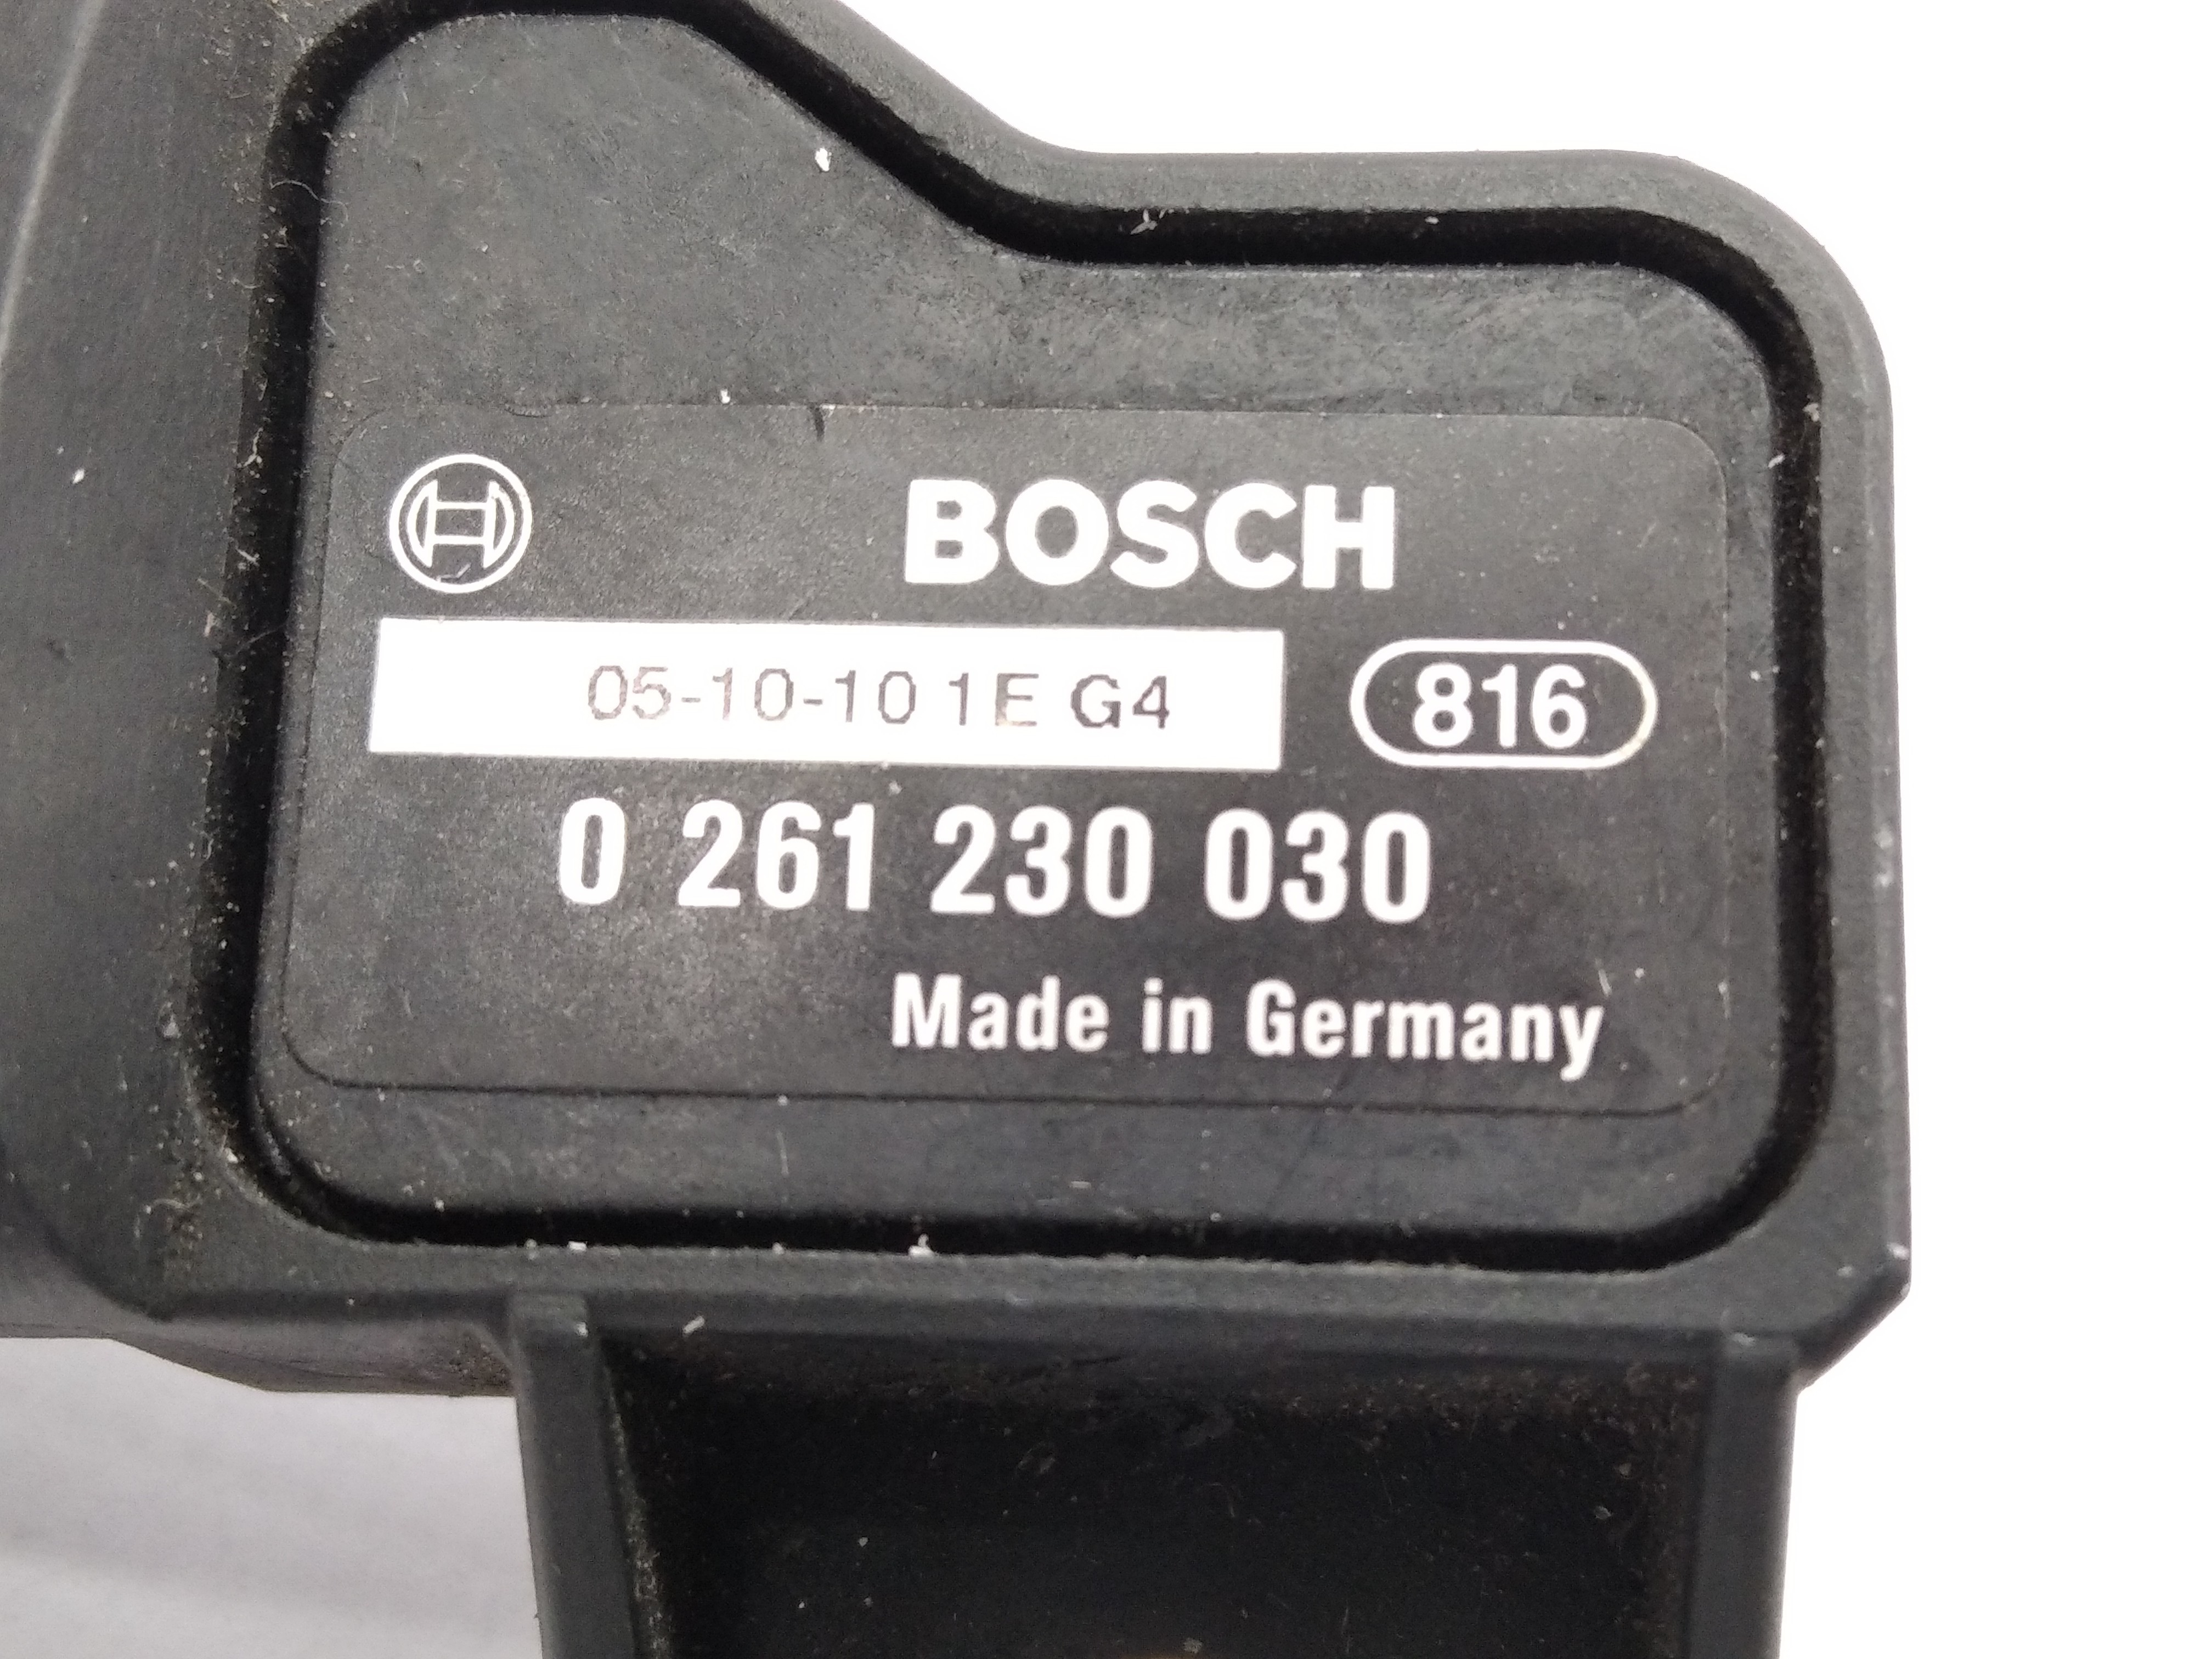 BOSCH
05-10-10 1E G4
816
0 261 230 030
Made in Germany